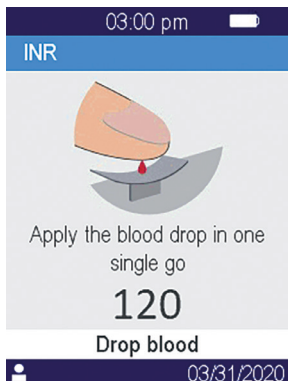 03:00 pm
INR
Apply the blood drop in one
single go
120
Drop blood
03/31/2020